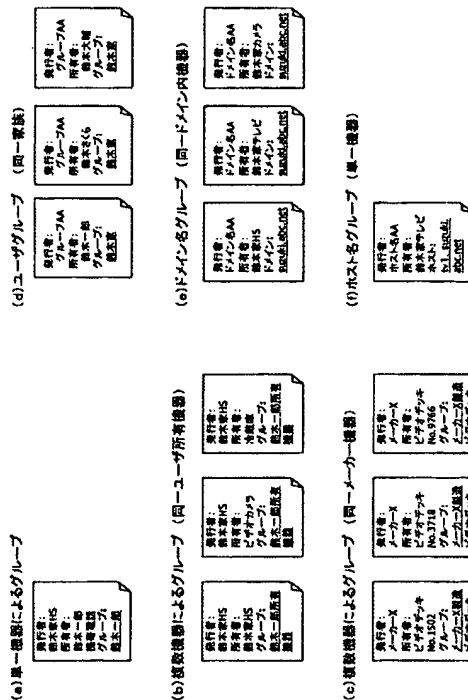 (a)単一機器によるグループ
発行者:
鈴木家HS
所有者:
鈴木一郎
携帯電話
グループ:
鈴木一郎
(b)複数機器によるグループ (同一ユーザ所有機器)
発行者:
鈴木家HS
所有者:
鈴木家HS
グループ:
鈴木一郎所有
機器
発行者:
鈴木家HS
所有者:
ビデオカメラ
グループ:
鈴木一郎所有
機器
発行者:
鈴木家HS
所有者:
冷蔵庫
グループ:
鈴木一郎所有
機器
(c)複数機器によるグループ (同一メーカー機器)
発行者:
メーカーX
所有者:
ビデオデッキ
No.1502
グループ:
メーカーX製造
発行者:
メーカーX
所有者:
ビデオデッキ
No.3718
グループ:
メーカーX製造
発行者:
メーカーX
所有者:
ビデオデッキ
No.9766
グループ:
メーカーX製造
(d)ユーザグループ (同一家族)
発行者:
グループAA
所有者:
鈴木一郎
グループ:
鈴木家
発行者:
グループAA
所有者:
鈴木さくら
グループ:
鈴木家
発行者:
グループAA
所有者:
鈴木大輔
グループ:
鈴木家
(e)ドメイン名グループ (同一ドメイン内機器)
発行者:
ドメイン名AA
所有者:
鈴木家HS
ドメイン:
suzuki.abc.net
発行者:
ドメイン名AA
所有者:
鈴木家テレビ
ドメイン:
suzuki.abc.net
発行者:
ドメイン名AA
所有者:
鈴木家カメラ
ドメイン:
suzuki.abc.net
(f)ホスト名グループ (単一機器)
発行者:
ホスト名AA
所有者:
鈴木家テレビ
ホスト:
tv1.suzuki.
abc.net